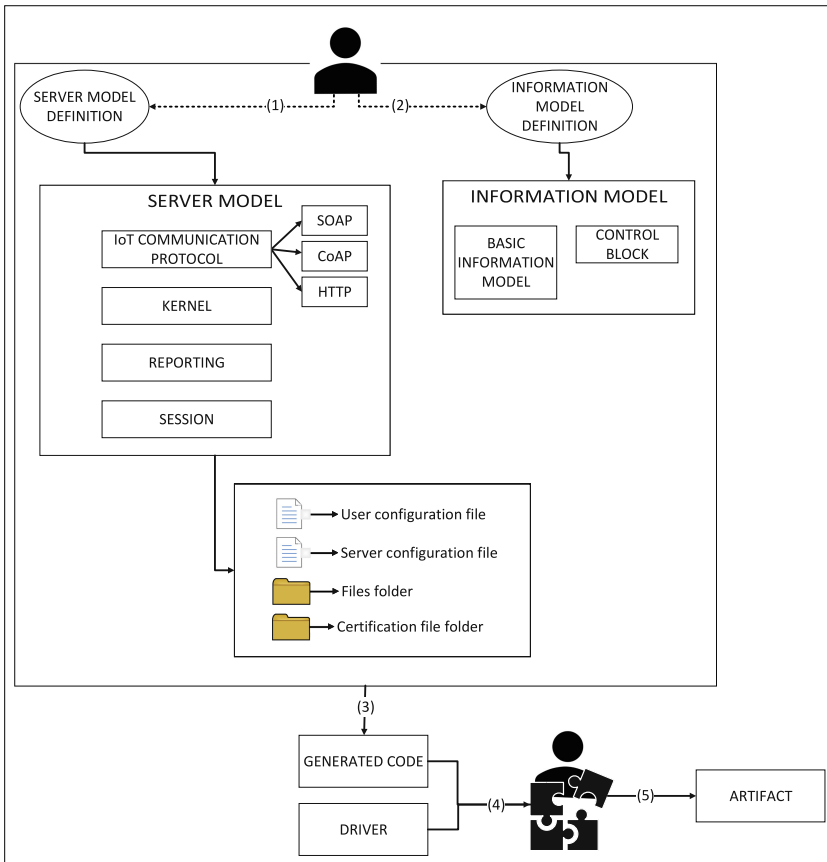 SERVER MODEL
DEFINITION
(1)
(2)
INFORMATION
MODEL
DEFINITION
SERVER MODEL
IoT COMMUNICATION
PROTOCOL
SOAP
CoAP
HTTP
KERNEL
REPORTING
SESSION
INFORMATION MODEL
BASIC
INFORMATION
MODEL
CONTROL
BLOCK
User configuration file
Server configuration file
Files folder
Certification file folder
(3)
GENERATED CODE
DRIVER
(4)
(5)
ARTIFACT